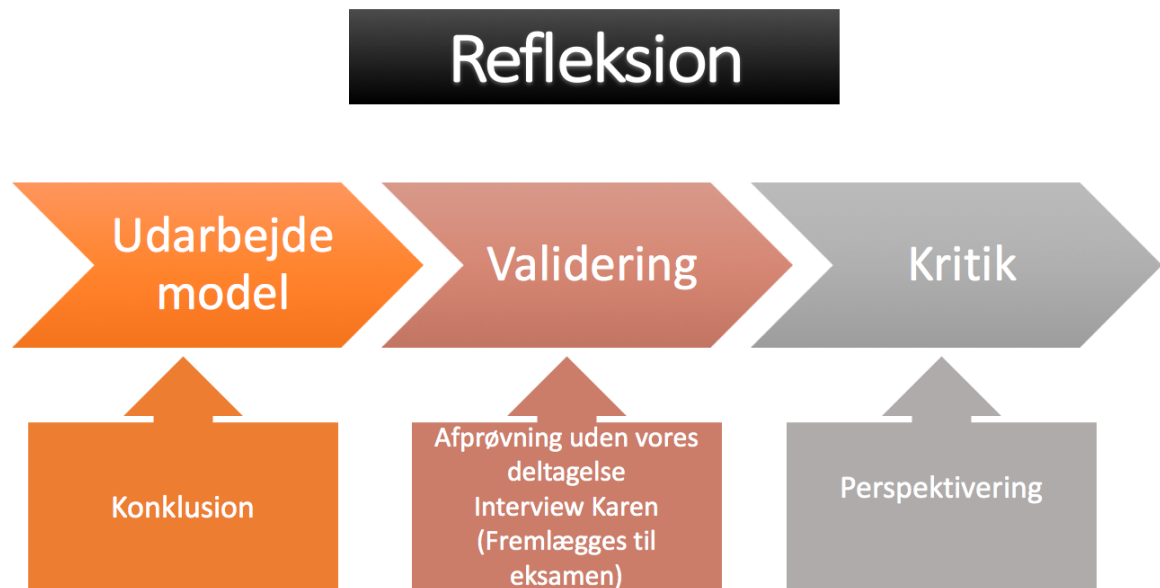 Refleksion
Udarbejde
model
Validering
Kritik
Konklusion
Afprøvning uden vores
deltagelse
Interview Karen
(Fremlægges til
eksamen)
Perspektivering